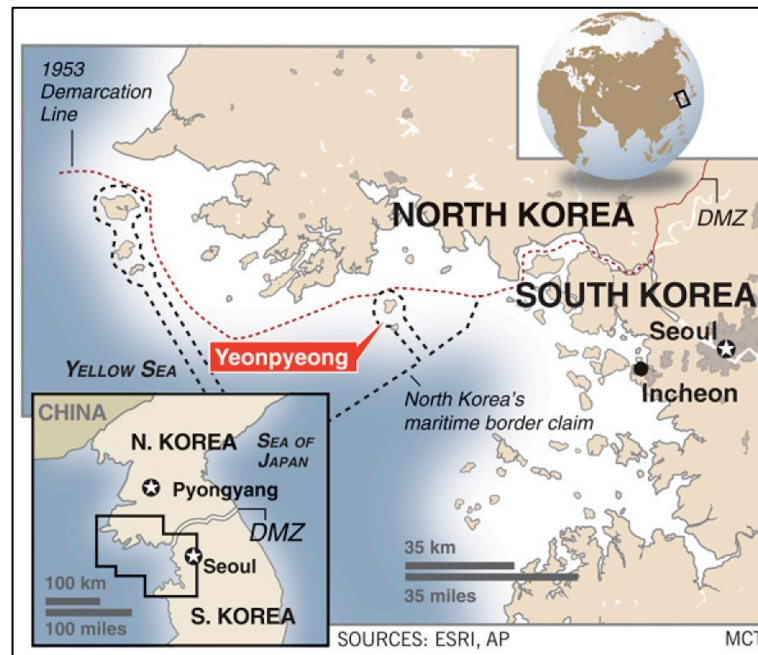 1953
Demarcation
Line
NORTH KOREA
DMZ
SOUTH KOREA
Seoul
Incheon
Yeonpyeong
YELLOW SEA
North Korea's
maritime border claim
35 km
35 miles
CHINA
N. KOREA
SEA OF
JAPAN
Pyongyang
DMZ
Seoul
S. KOREA
100 km
100 miles
SOURCES: ESRI, AP
MCT